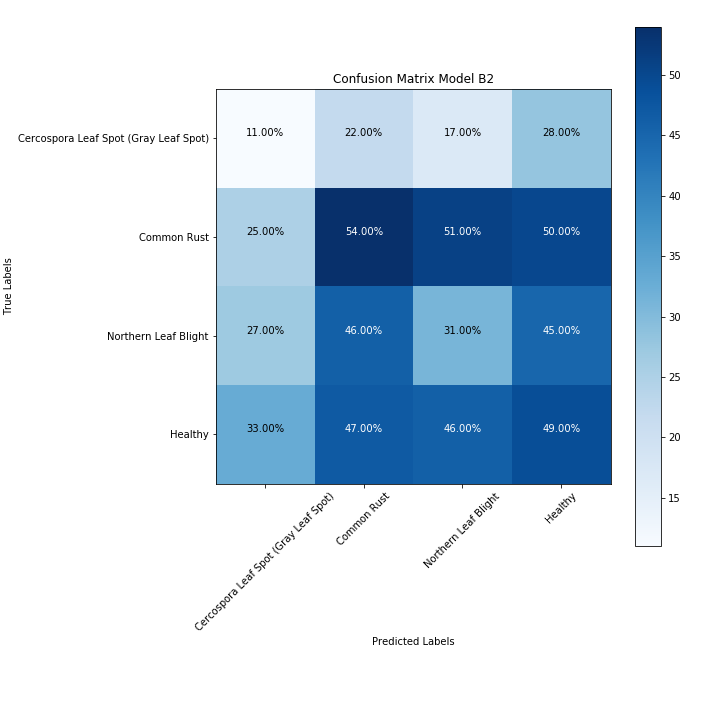 Confusion Matrix Model B2
True Labels
Cercospora Leaf Spot (Gray Leaf Spot)
11.00% 22.00% 17.00% 28.00%
Common Rust
25.00% 54.00% 51.00% 50.00%
Northern Leaf Blight
27.00% 46.00% 31.00% 45.00%
Healthy
33.00% 47.00% 46.00% 49.00%
Cercospora Leaf Spot (Gray Leaf Spot)
Common Rust
Northern Leaf Blight
Healthy
Predicted Labels
50
45
40
35
30
25
20
15